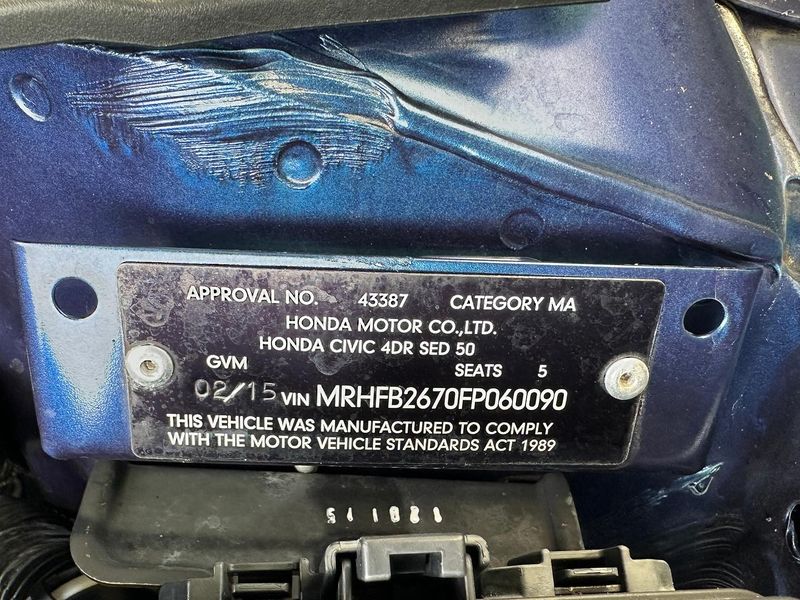 APPROVAL NO. 43387 CATEGORY MA
HONDA MOTOR CO.,LTD.
HONDA CIVIC 4DR SED 50
GVM SEATS 5
02/15 VIN MRHFB2670FP060090
THIS VEHICLE WAS MANUFACTURED TO COMPLY
WITH THE MOTOR VEHICLE STANDARDS ACT 1989